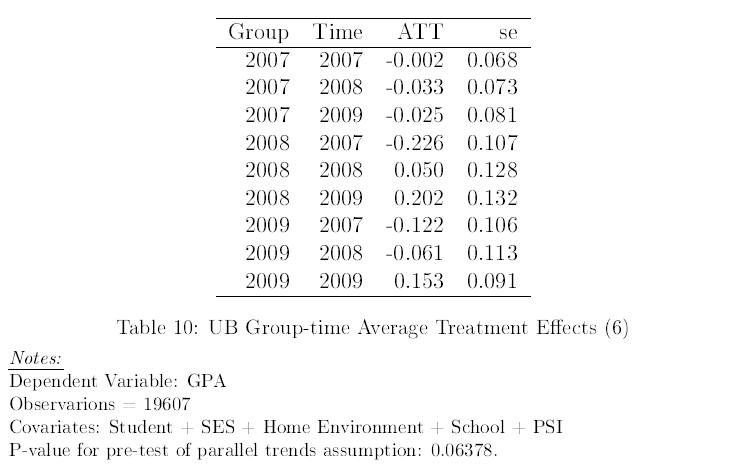 Group Time ATT se
2007 2007 -0.002 0.068
2007 2008 -0.033 0.073
2007 2009 -0.025 0.081
2008 2007 -0.226 0.107
2008 2008 0.050 0.128
2008 2009 0.202 0.132
2009 2007 -0.122 0.106
2009 2008 -0.061 0.113
2009 2009 0.153 0.091
Table 10: UB Group-time Average Treatment Effects (6)
Notes:
Dependent Variable: GPA
Observarions = 19607
Covariates: Student + SES + Home Environment + School + PSI
P-value for pre-test of parallel trends assumption: 0.06378.